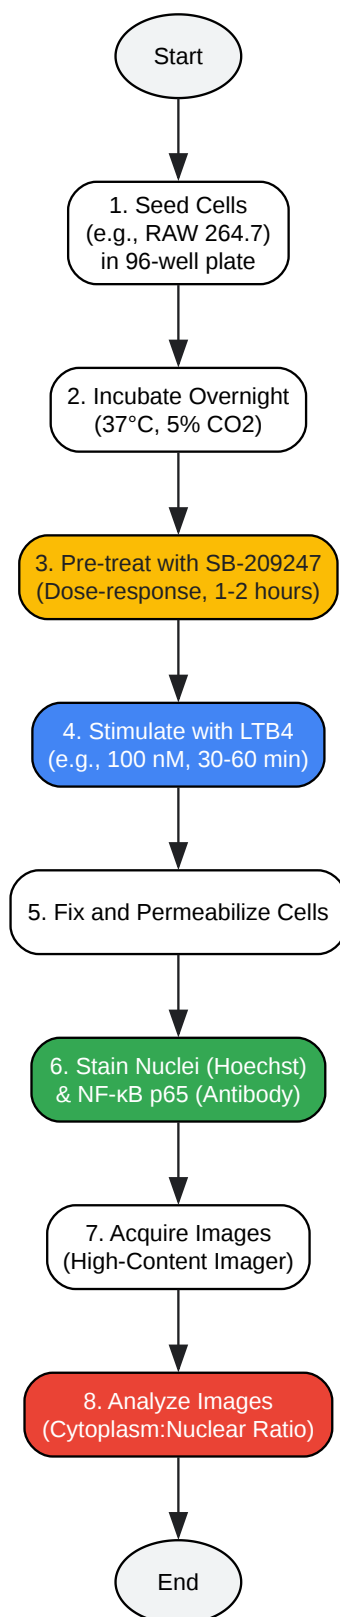 Start
1. Seed Cells
(e.g., RAW 264.7)
in 96-well plate
2. Incubate Overnight
(37°C, 5% CO2)
3. Pre-treat with SB-209247
(Dose-response, 1-2 hours)
4. Stimulate with LTB4
(e.g., 100 nM, 30-60 min)
5. Fix and Permeabilize Cells
6. Stain Nuclei (Hoechst)
& NF-κB p65 (Antibody)
7. Acquire Images
(High-Content Imager)
8. Analyze Images
(Cytoplasm:Nuclear Ratio)
End